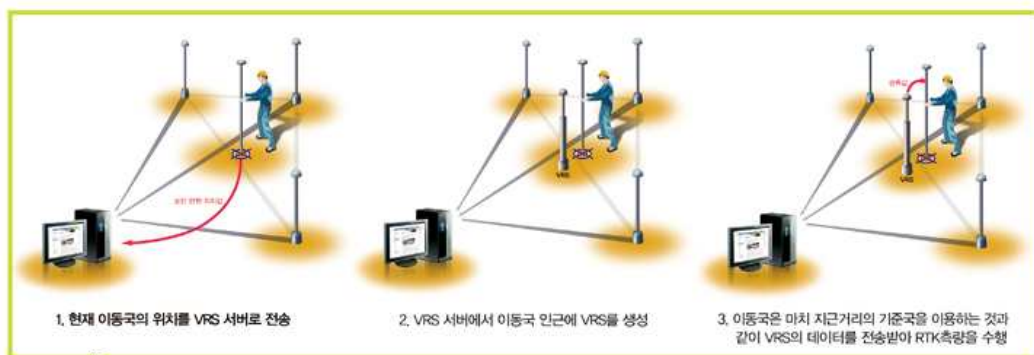 VRS
VRS
1. 현재 이동국의 위치를 VRS 서버로 전송
2. VRS 서버에서 이동국 인근에 VRS를 생성
3. 이동국은 마치 지근거리의 기준국을 이용하는 것과
같이 VRS의 데이터를 전송받아 RTK측량을 수행